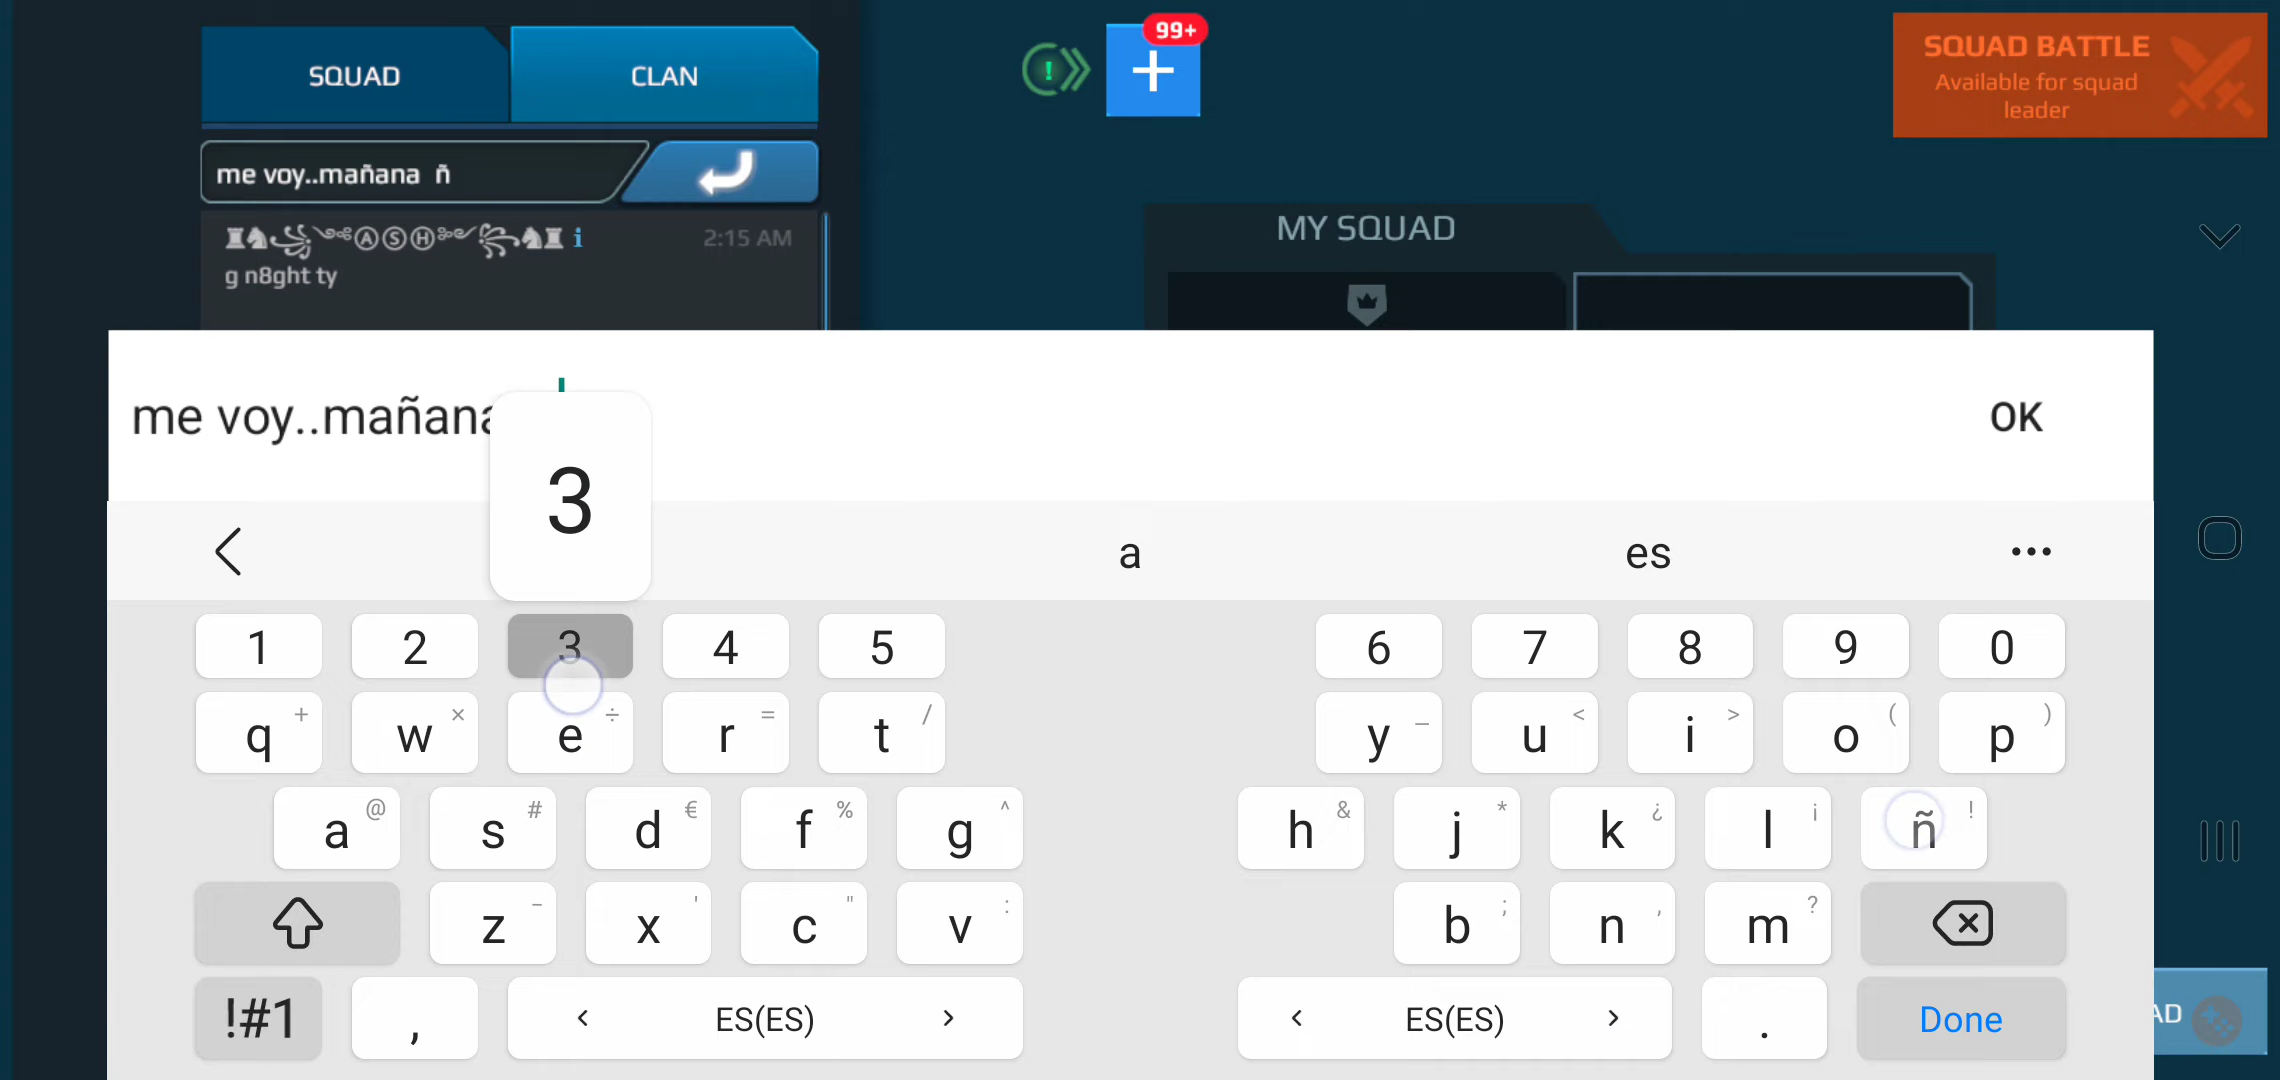 SQUAD
CLAN
!
99+
+
SQUAD BATTLE
Available for squad
leader
me voy..mañana  ñ
♜♞꧁༺ⒶⓈⒽ༻꧂♞♜ i
2:15 AM
g n8ght ty
MY SQUAD
me voy..mañana
OK
3
a
es
1 2 3 4 5 6 7 8 9 0
q + w × e ÷ r = t / y _ u < i > o ( p )
a @ s # d € f % g ^ h & j * k ¿ l ¡ ñ !
z - x ' c " v : b ; n , m ?
!#1 , < ES(ES) > < ES(ES) > . Done
AD